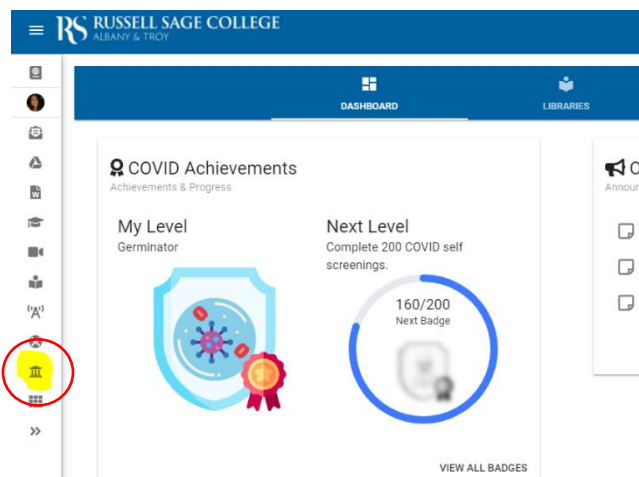 RS RUSSELL SAGE COLLEGE
ALBANY & TROY
DASHBOARD
LIBRARIES
COVID Achievements
Achievements & Progress
My Level
Germinator
Next Level
Complete 200 COVID self
screenings.
160/200
Next Badge
VIEW ALL BADGES
C
Announ